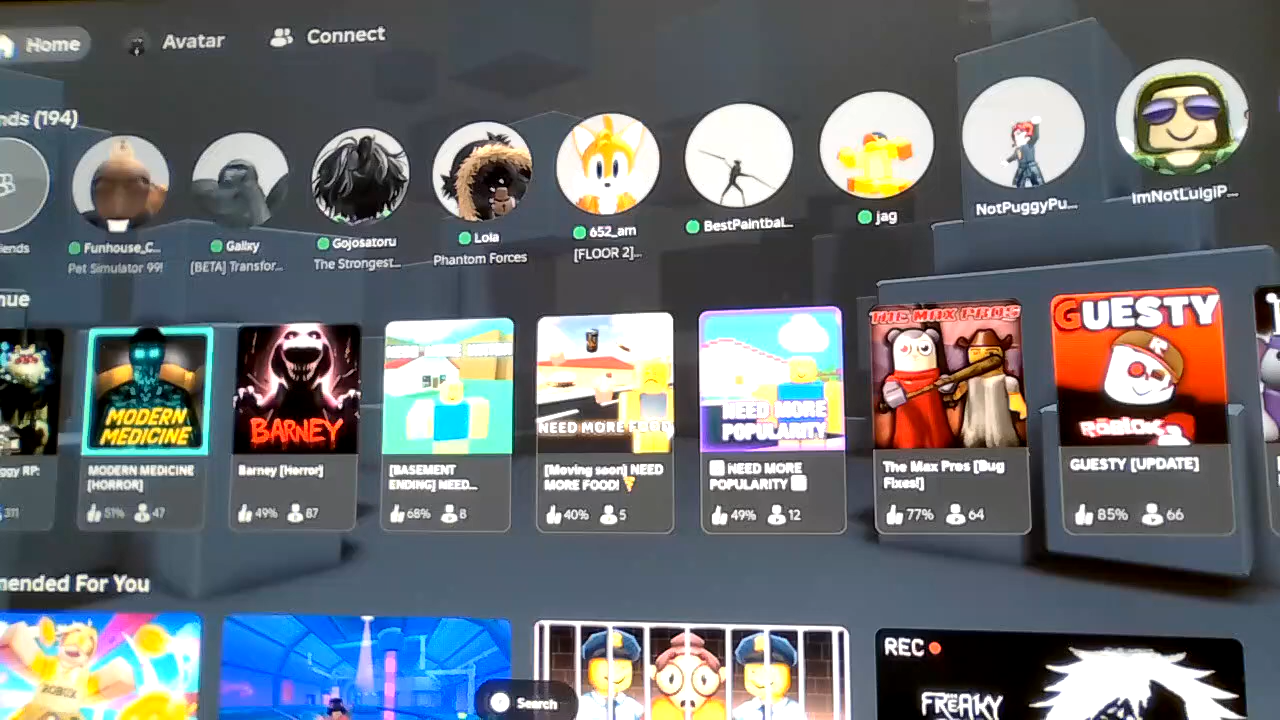 Home
Avatar
Connect
nds (194)
iends
Funhouse_C...
Pet Simulator 99!
Galixy
[BETA] Transfor...
Gojosatoru
The Strongest...
Lola
Phantom Forces
652_am
[FLOOR 2]...
BestPaintbal...
jag
NotPuggyPu...
ImNotLuigiP...
nue
MODERN
MEDICINE
BARNEY
NEED MORE FOOD
NEED MORE
POPULARITY
THE MAX PROS
GUESTY
ROBLOX
ggy RP:
311
MODERN MEDICINE
[HORROR]
51% 47
Barney [Horror]
49% 87
[BASEMENT
ENDING] NEED...
68% 8
[Moving soon] NEED
MORE FOOD! 🍕
40% 5
NEED MORE
POPULARITY
49% 12
The Max Pros [Bug
Fixes!]
77% 64
GUESTY [UPDATE]
85% 66
mended For You
Search
REC
FREAKY